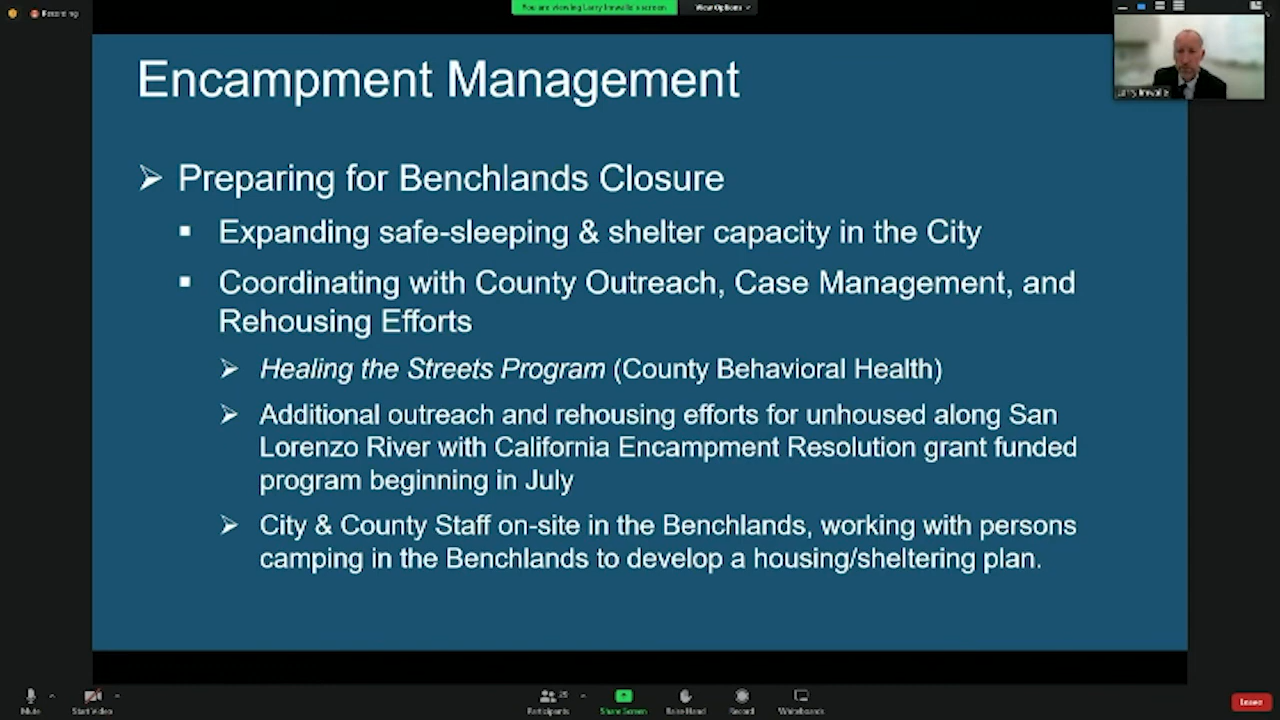 Recording
You are viewing Larry Imwalle's screen
View Options
Larry Imwalle
Encampment Management
Preparing for Benchlands Closure
Expanding safe-sleeping & shelter capacity in the City
Coordinating with County Outreach, Case Management, and
Rehousing Efforts
Healing the Streets Program (County Behavioral Health)
Additional outreach and rehousing efforts for unhoused along San
Lorenzo River with California Encampment Resolution grant funded
program beginning in July
City & County Staff on-site in the Benchlands, working with persons
camping in the Benchlands to develop a housing/sheltering plan.
Mute
Start Video
Participants
Share Screen
Raise Hand
Record
Whiteboards
Leave